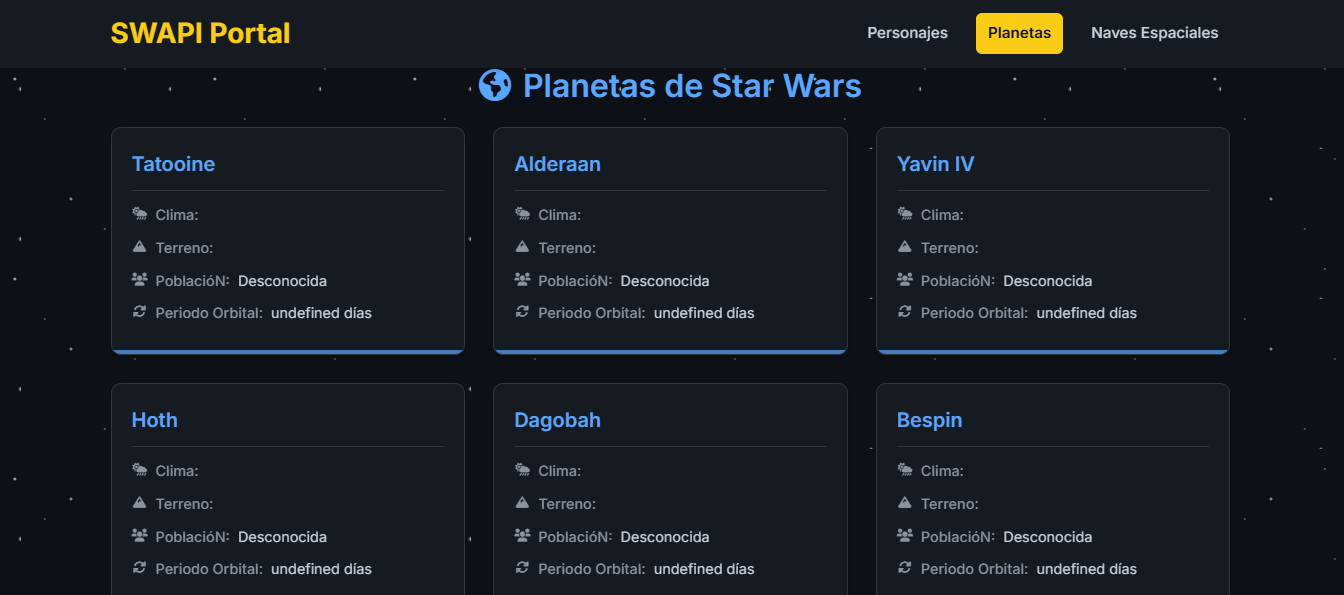 SWAPI Portal
Personajes Planetas Naves Espaciales
Planetas de Star Wars
Tatooine
Clima:
Terreno:
PoblacióN: Desconocida
Periodo Orbital: undefined días
Alderaan
Clima:
Terreno:
PoblacióN: Desconocida
Periodo Orbital: undefined días
Yavin IV
Clima:
Terreno:
PoblacióN: Desconocida
Periodo Orbital: undefined días
Hoth
Clima:
Terreno:
PoblacióN: Desconocida
Periodo Orbital: undefined días
Dagobah
Clima:
Terreno:
PoblacióN: Desconocida
Periodo Orbital: undefined días
Bespin
Clima:
Terreno:
PoblacióN: Desconocida
Periodo Orbital: undefined días